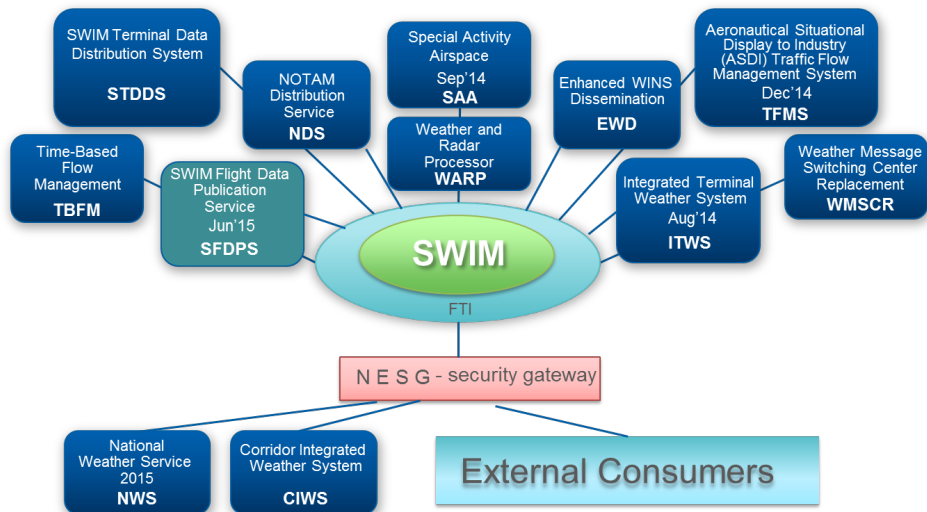 SWIM Terminal Data
Distribution System
STDDS
NOTAM
Distribution
Service
NDS
Special Activity
Airspace
Sep'14
SAA
Enhanced WINS
Dissemination
EWD
Aeronautical Situational
Display to Industry
(ASDI) Traffic Flow
Management System
Dec'14
TFMS
Time-Based
Flow
Management
TBFM
SWIM Flight Data
Publication
Service
Jun'15
SFDPS
Weather and
Radar
Processor
WARP
Integrated Terminal
Weather System
Aug'14
ITWS
Weather Message
Switching Center
Replacement
WMSCR
SWIM
FTI
N E S G - security gateway
National
Weather Service
2015
NWS
Corridor Integrated
Weather System
CIWS
External Consumers